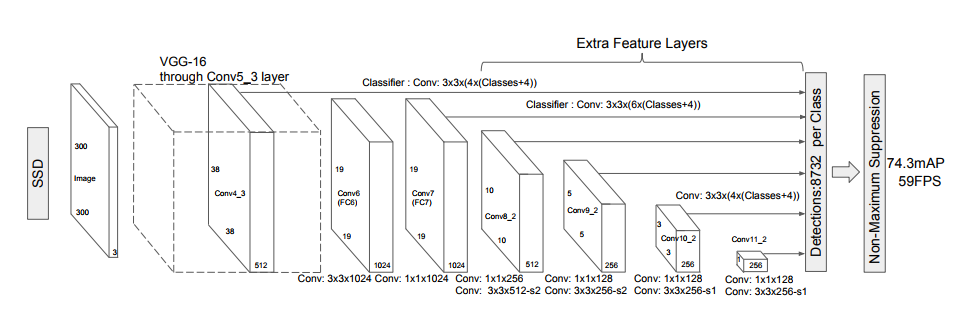 Extra Feature Layers
VGG-16
through Conv5_3 layer
Classifier : Conv: 3x3x(4x(Classes+4))
Classifier : Conv: 3x3x(6x(Classes+4))
SSD
300
Image
300
3
38
Conv4_3
38
512
19
Conv6
(FC6)
19
1024
19
Conv7
(FC7)
19
1024
10
Conv8_2
10
512
5
Conv9_2
5
256
Conv: 3x3x(4x(Classes+4))
3
Conv10_2
3
256
Conv11_2
1
256
Detections:8732 per Class
Non-Maximum Suppression
74.3mAP
59FPS
Conv: 3x3x1024
Conv: 1x1x1024
Conv: 1x1x256
Conv: 3x3x512-s2
Conv: 1x1x128
Conv: 3x3x256-s2
Conv: 1x1x128
Conv: 3x3x256-s1
Conv: 1x1x128
Conv: 3x3x256-s1